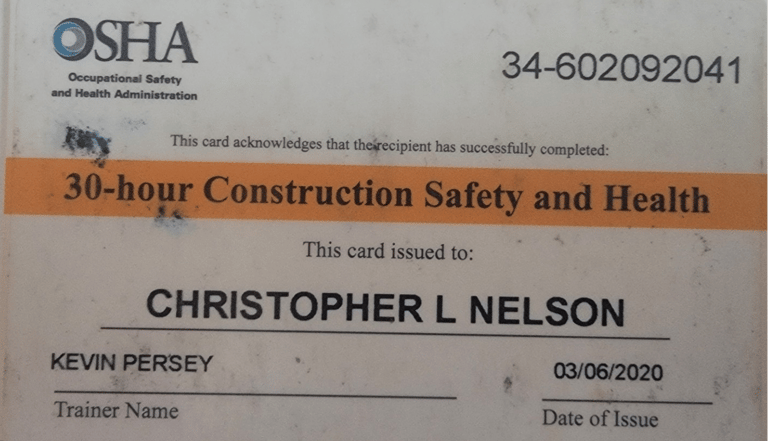 OSHA
Occupational Safety
and Health Administration
34-602092041
This card acknowledges that the recipient has successfully completed:
30-hour Construction Safety and Health
This card issued to:
CHRISTOPHER L NELSON
KEVIN PERSEY
03/06/2020
Trainer Name
Date of Issue